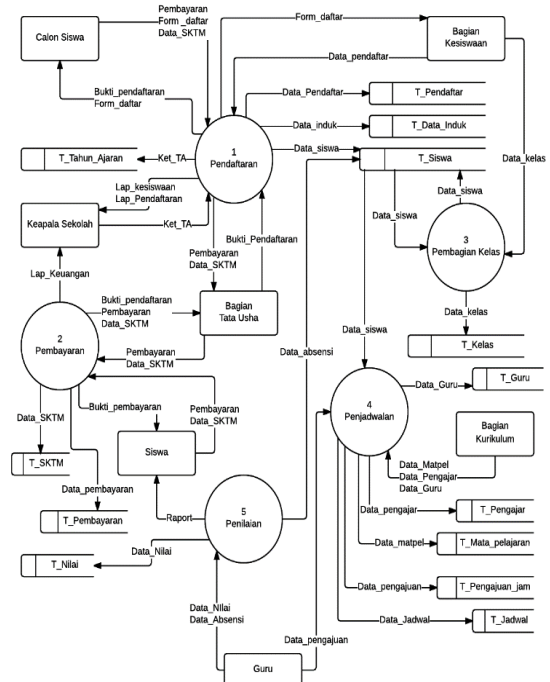 Pembayaran
Form_daftar
Data_SKTM
Form_daftar
Calon Siswa
Bagian
Kesiswaan
Data_pendaftar
Bukti_pendaftaran
Form_daftar
Data_Pendaftar
T_Pendaftar
Data_induk
T_Data_Induk
1
Pendaftaran
Data_siswa
T_Tahun_Ajaran
Ket_TA
T_Siswa
Data_kelas
Lap_kesiswaan
Lap_Pendaftaran
Data_siswa
Keapala Sekolah
Ket_TA
Data_siswa
Bukti_Pendaftaran
3
Pembagian Kelas
Pembayaran
Data_SKTM
Lap_Keuangan
Bukti_pendaftaran
Pembayaran
Data_SKTM
Bagian
Tata Usha
Data_kelas
2
Pembayaran
Data_siswa
T_Kelas
Pembayaran
Data_SKTM
Data_absensi
T_Guru
Data_Guru
4
Penjadwalan
Data_SKTM
Bukti_pembayaran
Pembayaran
Data_SKTM
Bagian
Kurikulum
Siswa
T_SKTM
Data_Matpel
Data_Pengajar
Data_Guru
Data_pembayaran
T_Pembayaran
Raport
5
Penilaian
Data_pengajar
T_Pengajar
Data_matpel
T_Mata_pelajaran
Data_Nilai
T_Nilai
Data_pengajuan
T_Pengajuan_jam
Data_NIlai
Data_Absensi
Data_Jadwal
T_Jadwal
Data_pengajuan
Guru